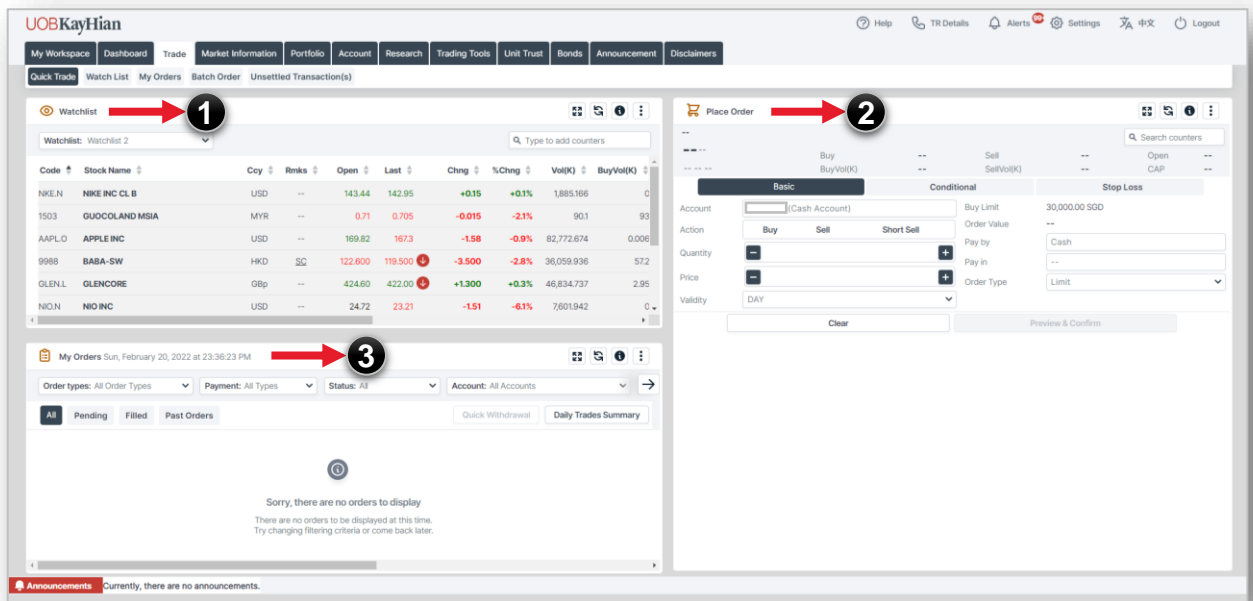 UOBKayHian
Help TR Details Alerts 99+ Settings 中文 Logout
My Workspace Dashboard Trade Market Information Portfolio Account Research Trading Tools Unit Trust Bonds Announcement Disclaimers
Quick Trade Watch List My Orders Batch Order Unsettled Transaction(s)
Watchlist 1
Watchlist: Watchlist 2 Type to add counters
Code Stock Name Ccy Rmks Open Last Chng %Chng Vol(K) BuyVol(K)
NKE.N NIKE INC CL B USD -- 143.44 142.95 +0.15 +0.1% 1,885.166 0
1503 GUOCOLAND MSIA MYR -- 0.71 0.705 -0.015 -2.1% 90.1 93
AAPL.O APPLE INC USD -- 169.82 167.3 -1.58 -0.9% 82,772.674 0.006
9988 BABA-SW HKD SC 122.600 119.500 -3.500 -2.8% 36,059.936 57.2
GLEN.L GLENCORE GBp -- 424.60 422.00 +1.300 +0.3% 46,834.737 2.95
NIO.N NIO INC USD -- 24.72 23.21 -1.51 -6.1% 7,601.942 0
My Orders Sun, February 20, 2022 at 23:36:23 PM 3
Order types: All Order Types Payment: All Types Status: All Account: All Accounts
All Pending Filled Past Orders Quick Withdrawal Daily Trades Summary
Sorry, there are no orders to display
There are no orders to be displayed at this time.
Try changing filtering criteria or come back later.
Place Order 2
--
-- -- Search counters
Buy -- Sell -- Open --
-- -- -- BuyVol(K) -- SellVol(K) -- CAP --
Basic Conditional Stop Loss
Account (Cash Account) Buy Limit 30,000.00 SGD
Action Buy Sell Short Sell Order Value --
Quantity Pay by Cash
Pay in --
Price Order Type Limit
Validity DAY
Clear Preview & Confirm
Announcements Currently, there are no announcements.